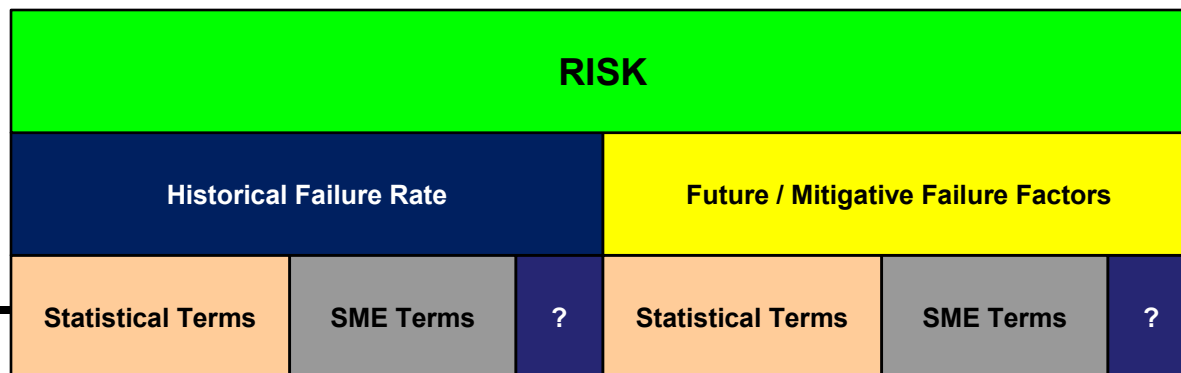 RISK
Historical Failure Rate
Future / Mitigative Failure Factors
Statistical Terms
SME Terms
?
Statistical Terms
SME Terms
?